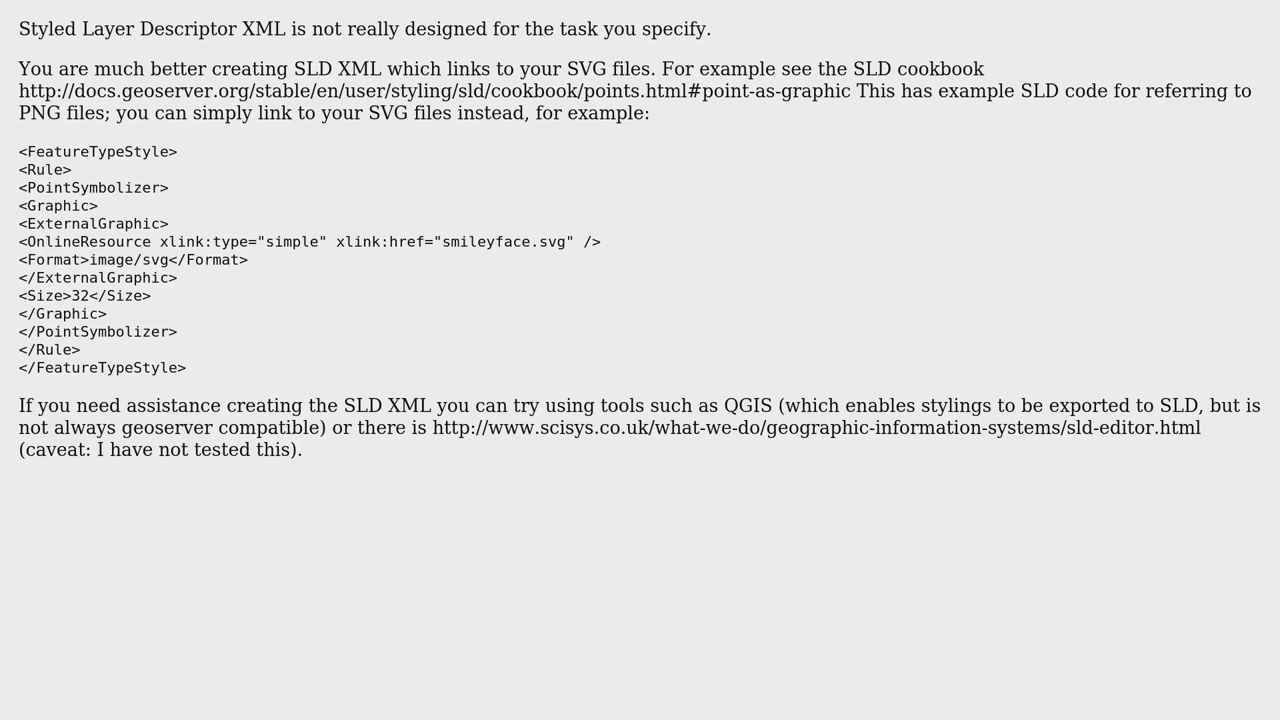 Styled Layer Descriptor XML is not really designed for the task you specify.
You are much better creating SLD XML which links to your SVG files. For example see the SLD cookbook
http://docs.geoserver.org/stable/en/user/styling/sld/cookbook/points.html#point-as-graphic This has example SLD code for referring to
PNG files; you can simply link to your SVG files instead, for example:
<FeatureTypeStyle>
<Rule>
<PointSymbolizer>
<Graphic>
<ExternalGraphic>
<OnlineResource xlink:type="simple" xlink:href="smileyface.svg" />
<Format>image/svg</Format>
</ExternalGraphic>
<Size>32</Size>
</Graphic>
</PointSymbolizer>
</Rule>
</FeatureTypeStyle>
If you need assistance creating the SLD XML you can try using tools such as QGIS (which enables stylings to be exported to SLD, but is
not always geoserver compatible) or there is http://www.scisys.co.uk/what-we-do/geographic-information-systems/sld-editor.html
(caveat: I have not tested this).